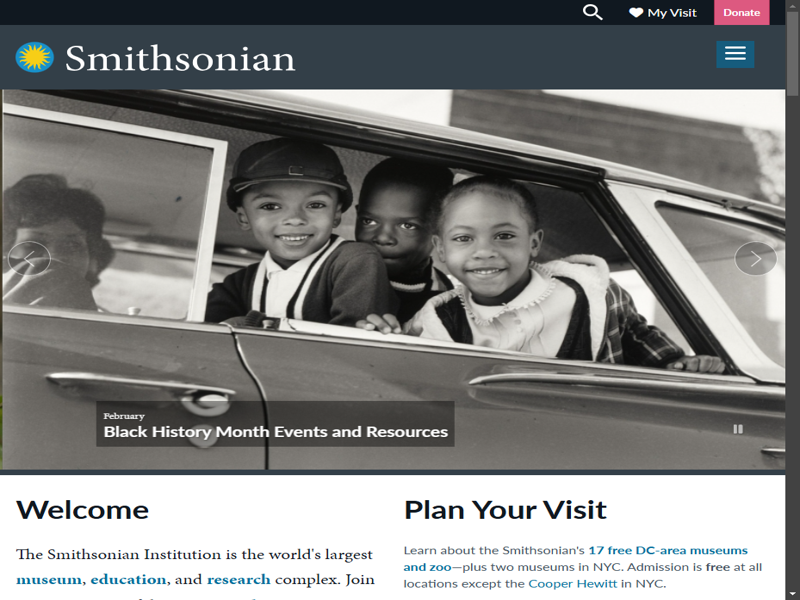 My Visit
Donate
Smithsonian
February
Black History Month Events and Resources
Welcome
The Smithsonian Institution is the world's largest
museum, education, and research complex. Join
Plan Your Visit
Learn about the Smithsonian's 17 free DC-area museums
and zoo—plus two museums in NYC. Admission is free at all
locations except the Cooper Hewitt in NYC.